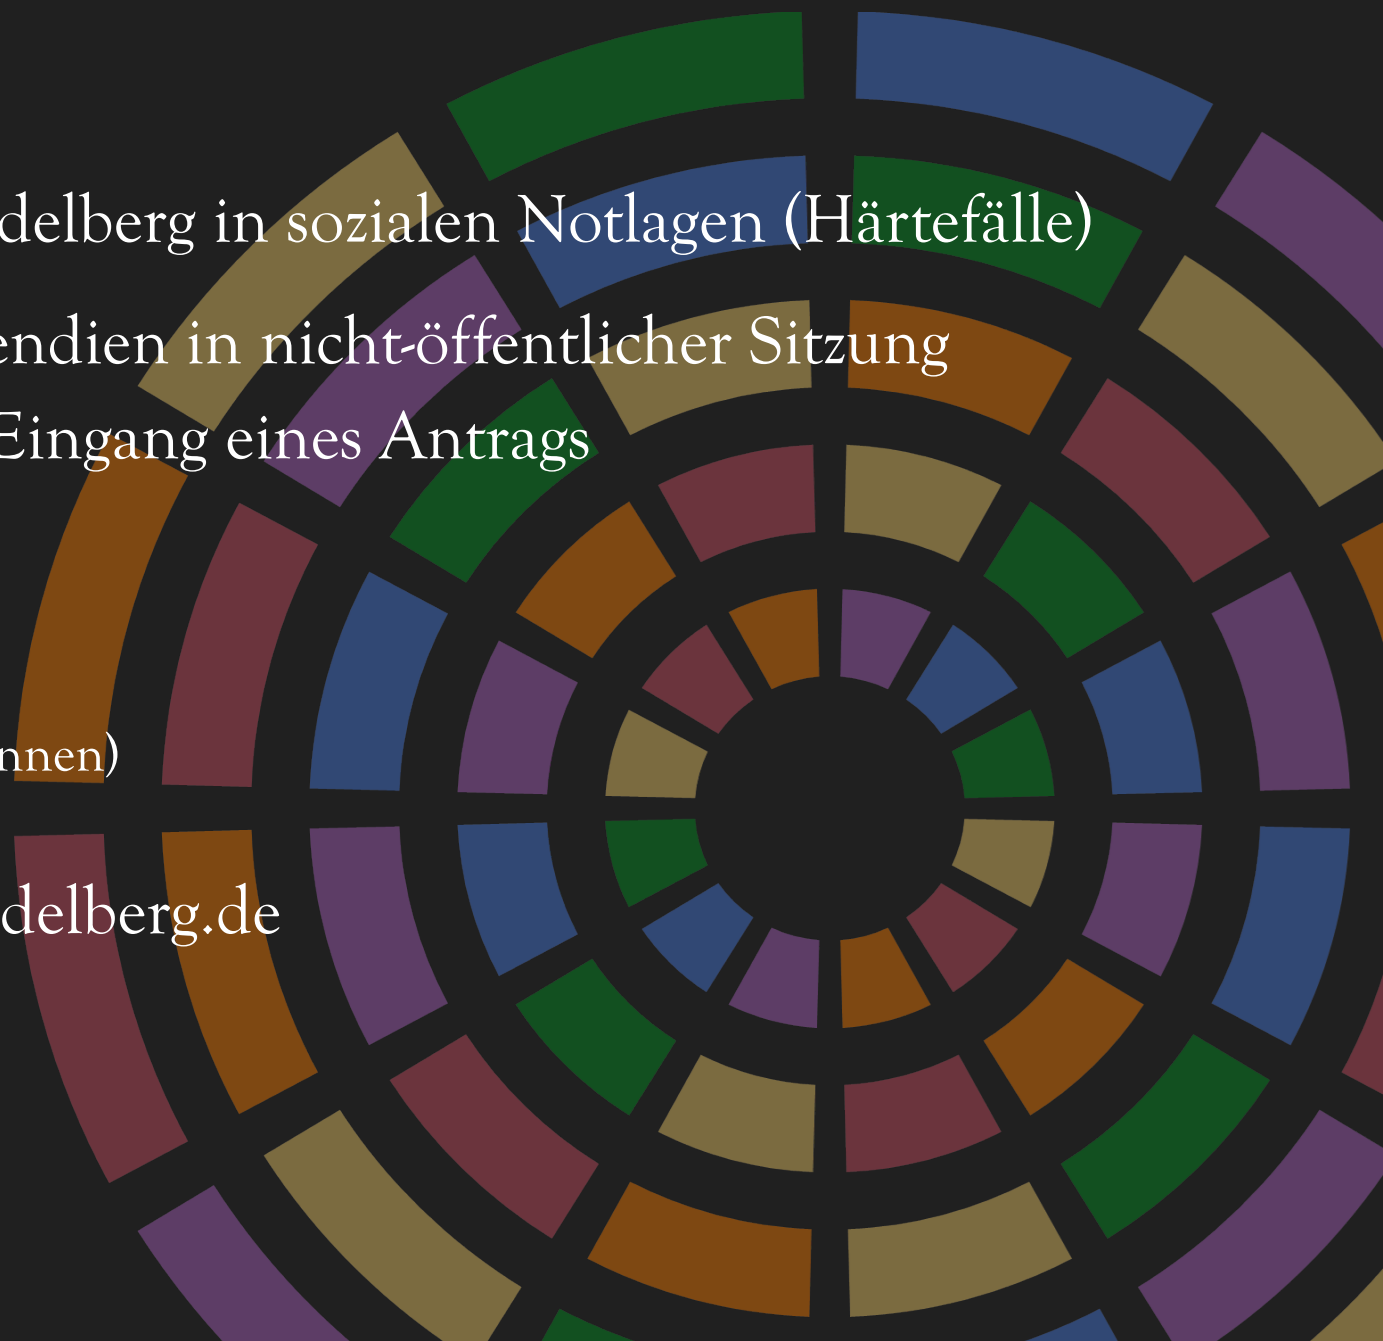 delberg in sozialen Notlagen (Härtefälle)
endien in nicht-öffentlicher Sitzung
Eingang eines Antrags
nnen)
delberg.de